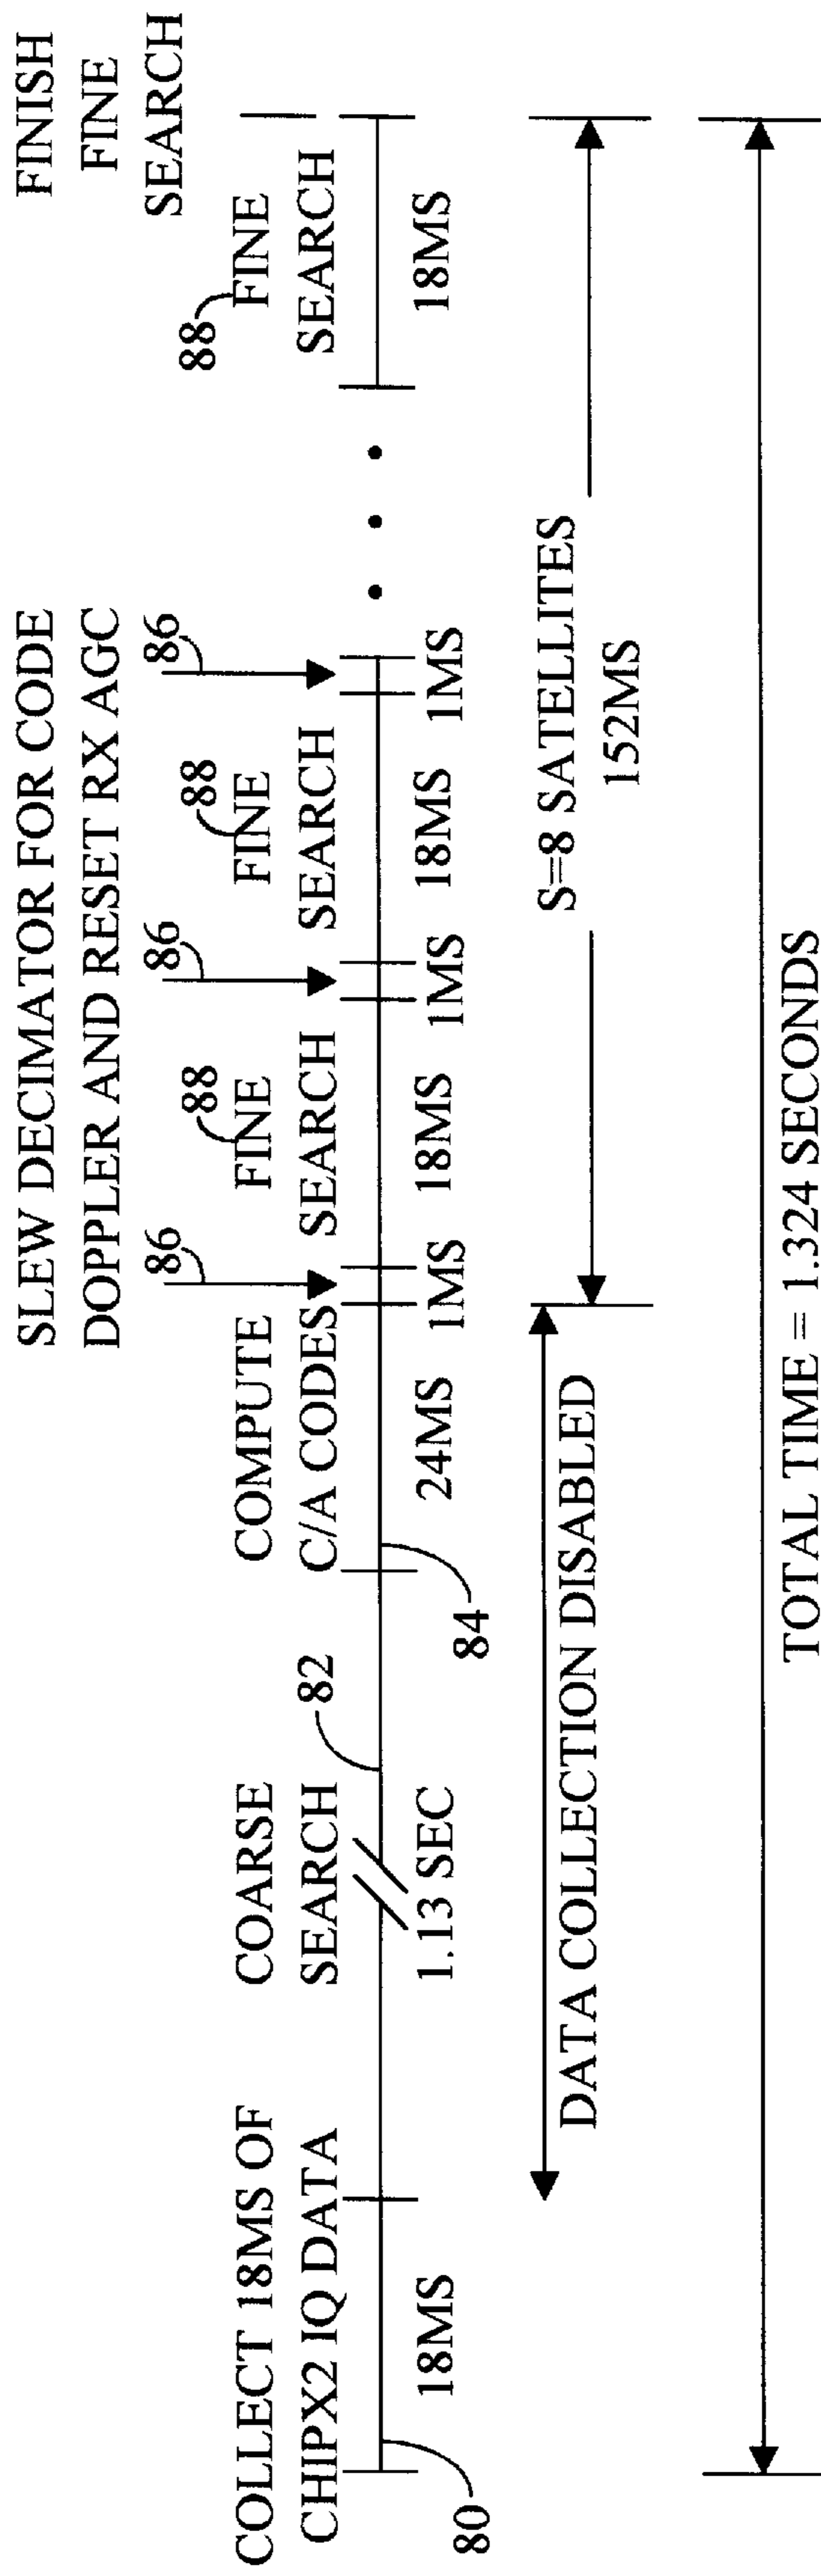 SLEW DECIMATOR FOR CODE
DOPPLER AND RESET RX AGC
FINISH
FINE
SEARCH
86
86
86
88
88
88
COLLECT 18MS OF
CHIPX2 IQ DATA
COARSE
SEARCH
82
COMPUTE
C/A CODES
FINE
SEARCH
FINE
SEARCH
FINE
SEARCH
80
18MS
1.13 SEC
84
24MS
1MS
18MS
1MS
18MS
1MS
18MS
DATA COLLECTION DISABLED
S=8 SATELLITES
152MS
TOTAL TIME = 1.324 SECONDS